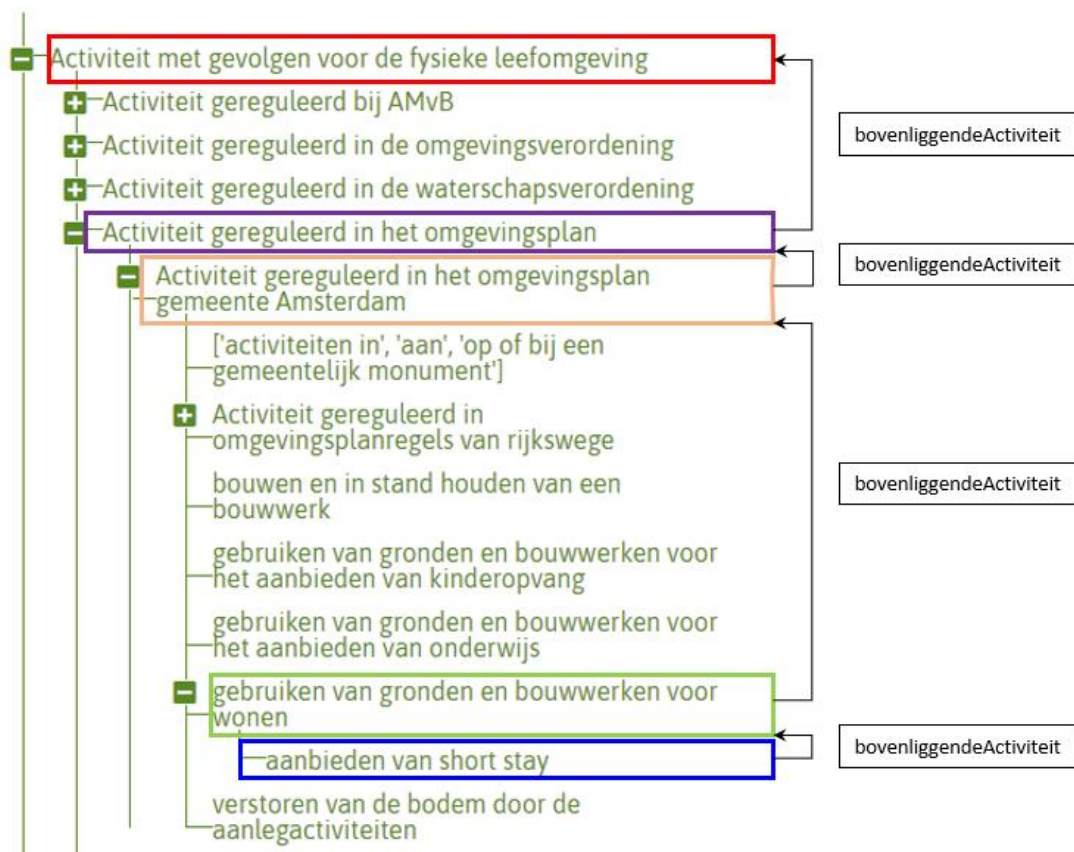 Activiteit met gevolgen voor de fysieke leefomgeving
Activiteit gereguleerd bij AMvB
bovenliggendeActiviteit
Activiteit gereguleerd in de omgevingsverordening
Activiteit gereguleerd in de waterschapsverordening
Activiteit gereguleerd in het omgevingsplan
bovenliggendeActiviteit
Activiteit gereguleerd in het omgevingsplan
gemeente Amsterdam
['activiteiten in', 'aan', 'op of bij een
gemeentelijk monument']
Activiteit gereguleerd in
omgevingsplanregels van rijkswege
bovenliggendeActiviteit
bouwen en in stand houden van een
bouwwerk
gebruiken van gronden en bouwwerken voor
het aanbieden van kinderopvang
gebruiken van gronden en bouwwerken voor
het aanbieden van onderwijs
gebruiken van gronden en bouwwerken voor
wonen
bovenliggendeActiviteit
aanbieden van short stay
verstoren van de bodem door de
aanlegactiviteiten